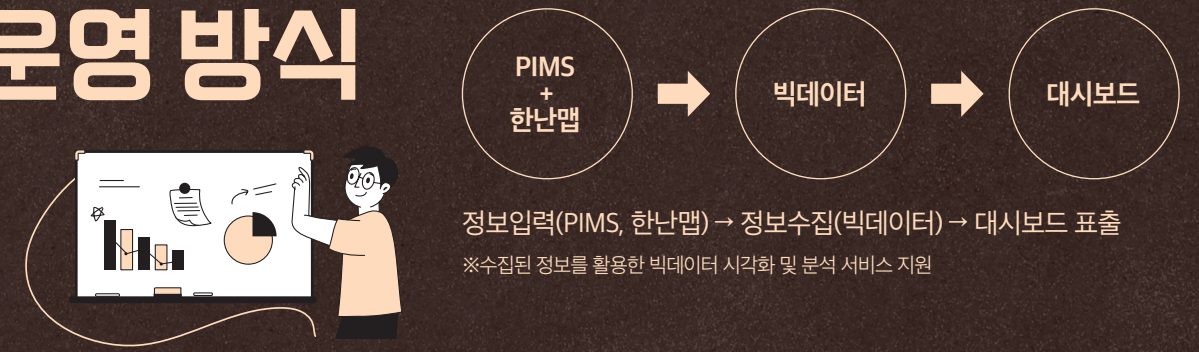 운영 방식
PIMS
+
한난맵
빅데이터
대시보드
정보입력(PIMS, 한난맵) → 정보수집(빅데이터) → 대시보드 표출
※수집된 정보를 활용한 빅데이터 시각화 및 분석 서비스 지원